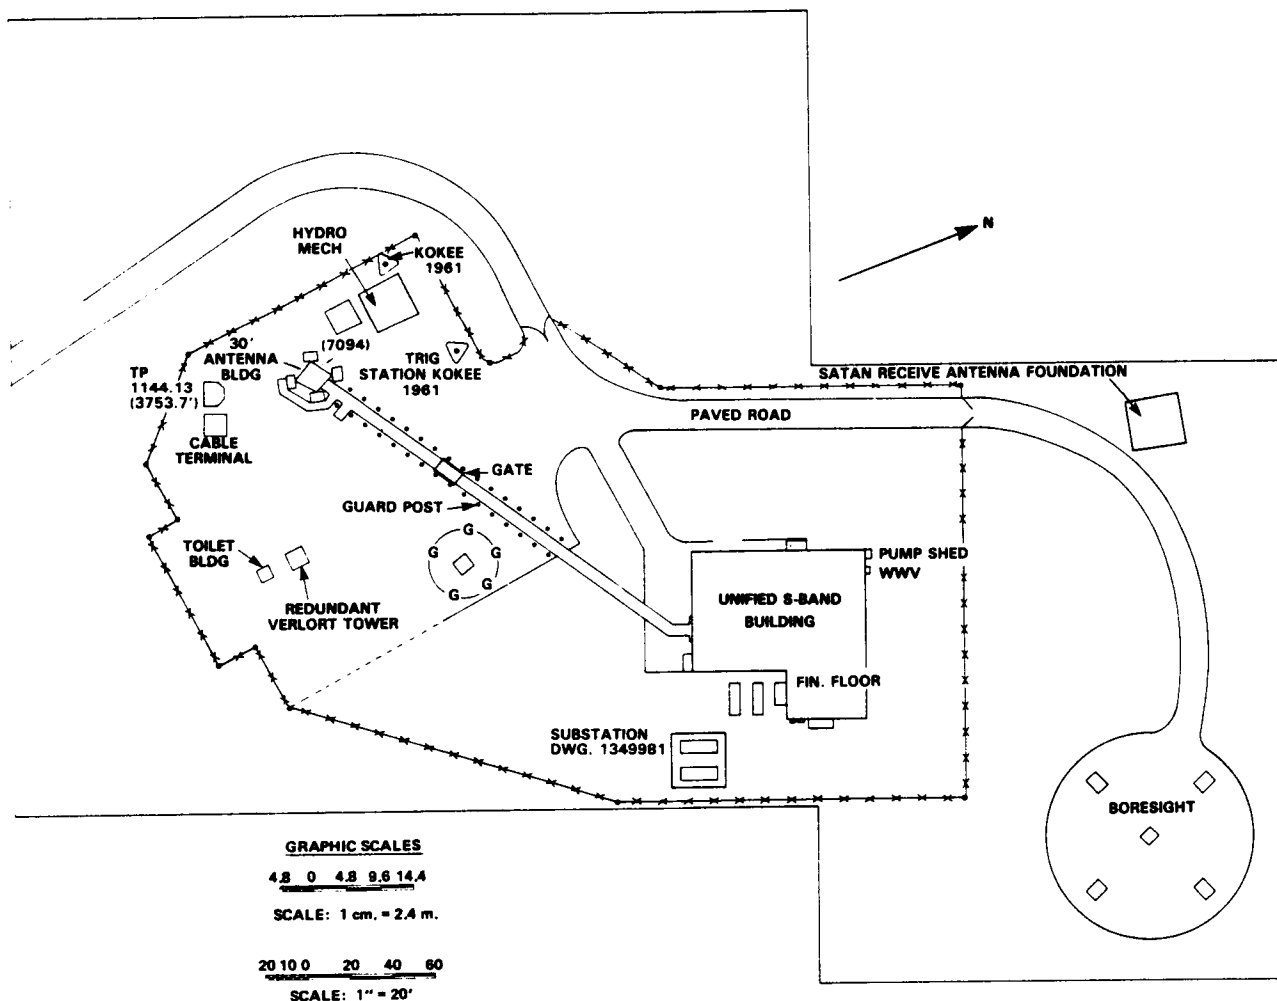 N
HYDRO
MECH
KOKEE
1961
30'
ANTENNA
BLDG
(7094)
TRIG
STATION KOKEE
1961
TP
1144.13
(3753.7')
CABLE
TERMINAL
SATAN RECEIVE ANTENNA FOUNDATION
PAVED ROAD
GATE
GUARD POST
G
G
G
G
G
TOILET
BLDG
REDUNDANT
VERLORT TOWER
PUMP SHED
WWV
UNIFIED S-BAND
BUILDING
FIN. FLOOR
SUBSTATION
DWG. 1349981
BORESIGHT
GRAPHIC SCALES
4.8 0 4.8 9.6 14.4
SCALE: 1 cm. = 2.4 m.
20 10 0 20 40 60
SCALE: 1" = 20'